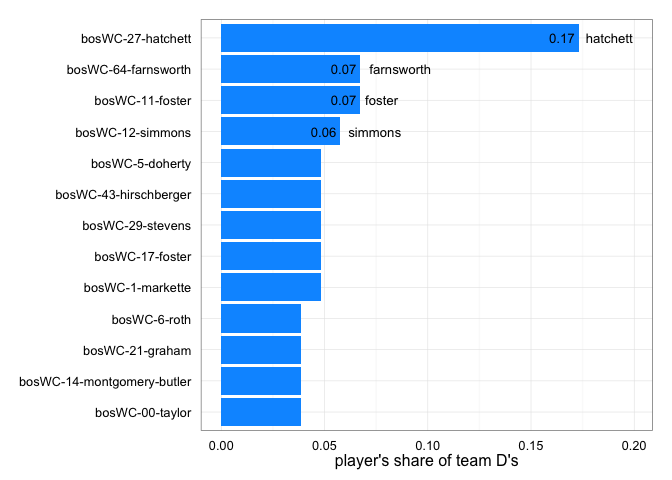 bosWC-27-hatchett 0.17 hatchett
bosWC-64-farnsworth 0.07 farnsworth
bosWC-11-foster 0.07 foster
bosWC-12-simmons 0.06 simmons
bosWC-5-doherty
bosWC-43-hirschberger
bosWC-29-stevens
bosWC-17-foster
bosWC-1-markette
bosWC-6-roth
bosWC-21-graham
bosWC-14-montgomery-butler
bosWC-00-taylor
0.00 0.05 0.10 0.15 0.20
player's share of team D's